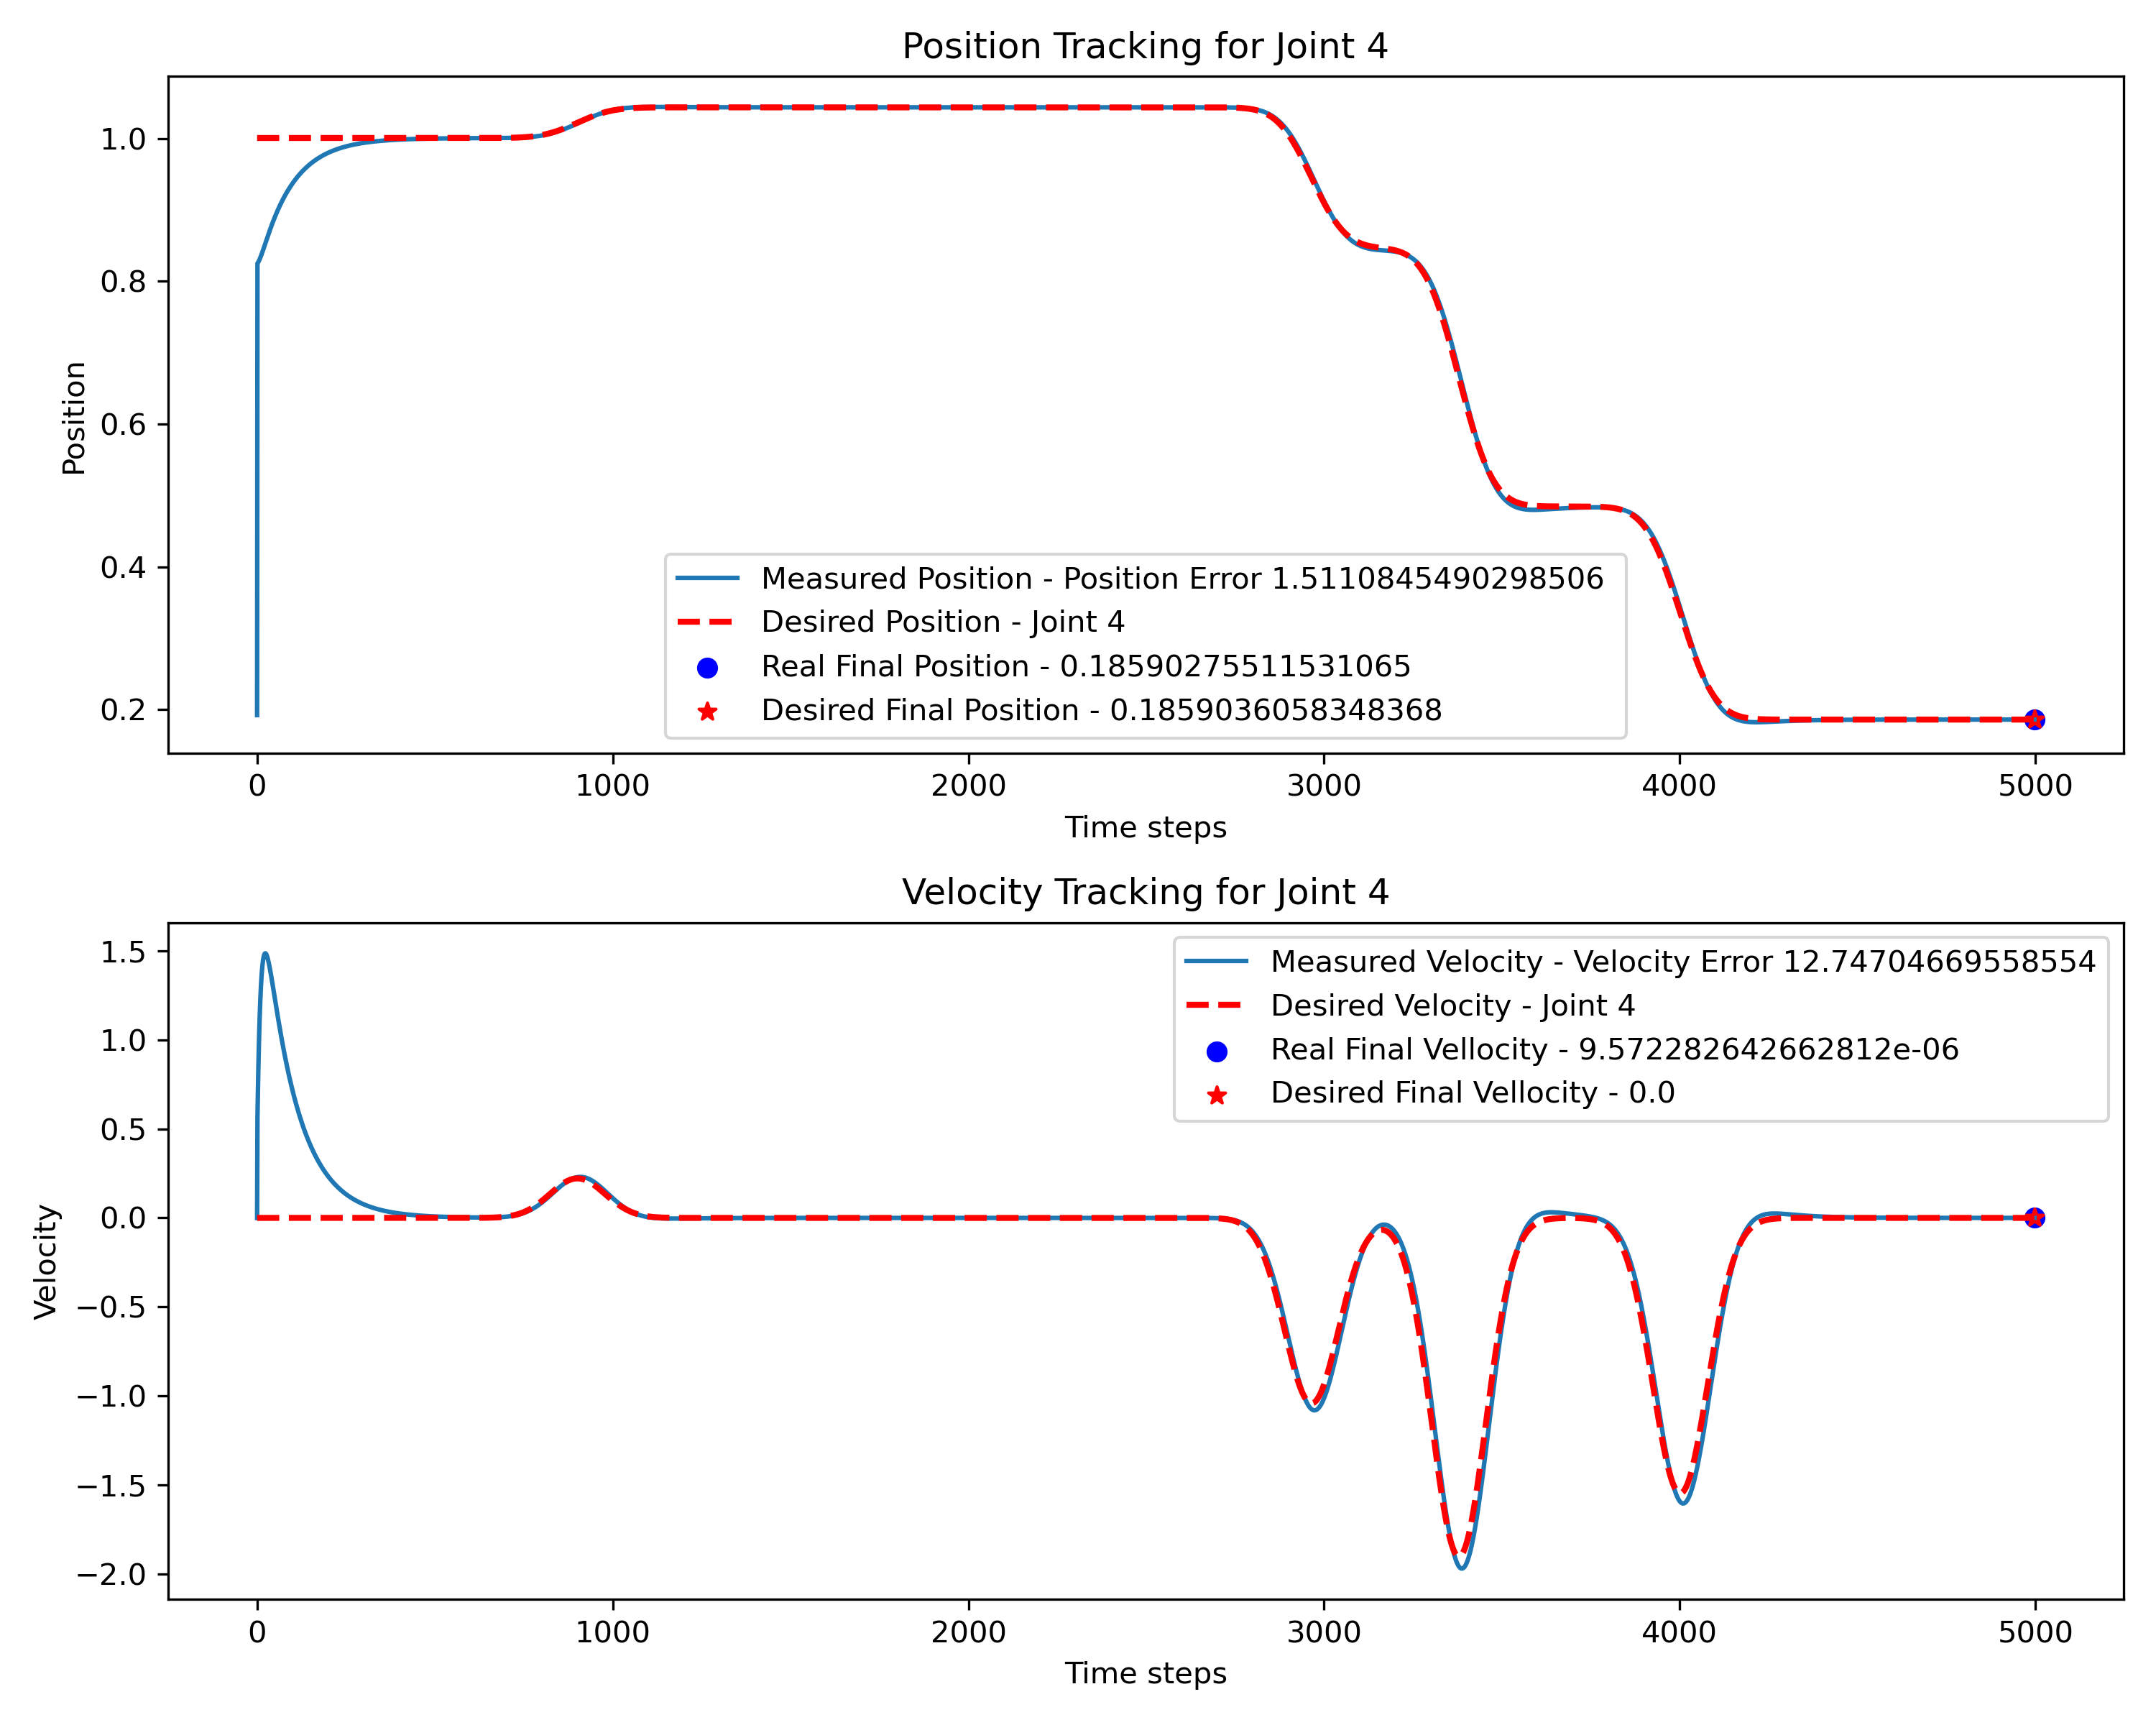 Position Tracking for Joint 4
1.0
0.8
0.6
0.4
0.2
Position
Measured Position - Position Error 1.5110845490298506
Desired Position - Joint 4
Real Final Position - 0.18590275511531065
Desired Final Position - 0.1859036058348368
0 1000 2000 3000 4000 5000
Time steps
Velocity Tracking for Joint 4
1.5
1.0
0.5
0.0
−0.5
−1.0
−1.5
−2.0
Velocity
Measured Velocity - Velocity Error 12.74704669558554
Desired Velocity - Joint 4
Real Final Vellocity - 9.572282642662812e-06
Desired Final Vellocity - 0.0
0 1000 2000 3000 4000 5000
Time steps